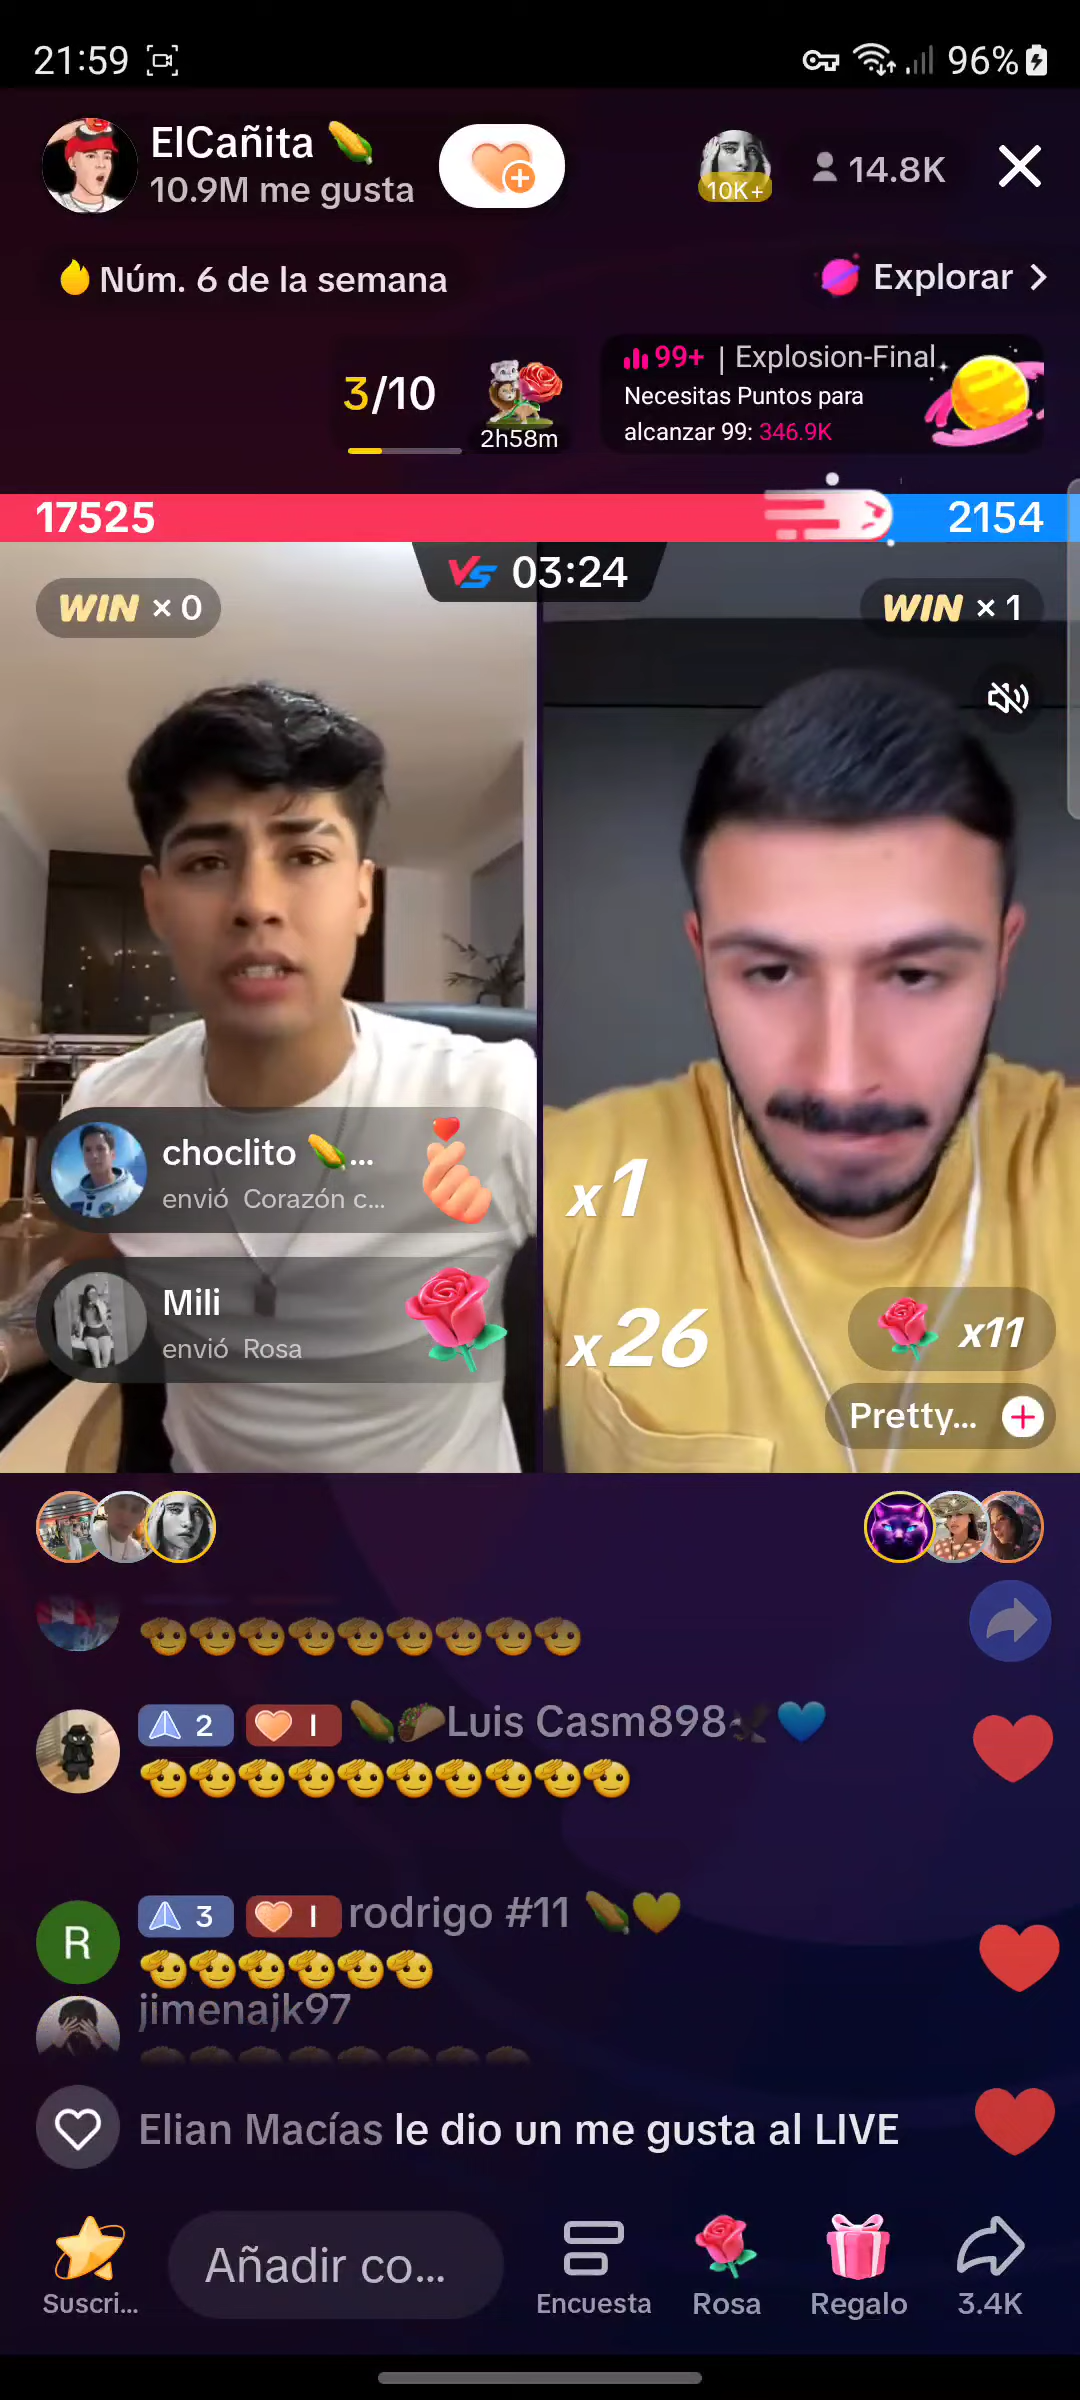 21:59
96%
ElCañita 🌽
10.9M me gusta
10K+
14.8K
Núm. 6 de la semana
Explorar >
3/10
2h58m
99+ | Explosion-Final
Necesitas Puntos para
alcanzar 99: 346.9K
17525
2154
VS 03:24
WIN × 0
WIN × 1
choclito 🌽...
envió Corazón c...
x1
Mili
envió Rosa
x26
x11
Pretty...
🫡🫡🫡🫡🫡🫡🫡🫡🫡
2 I 🌽🌮Luis Casm898🦅💙
🫡🫡🫡🫡🫡🫡🫡🫡🫡🫡
R
3 I rodrigo #11 🌽💛
🫡🫡🫡🫡🫡🫡
jimenajk97
🫡🫡🫡🫡🫡🫡🫡🫡
Elian Macías le dio un me gusta al LIVE
Suscri...
Añadir co...
Encuesta
Rosa
Regalo
3.4K